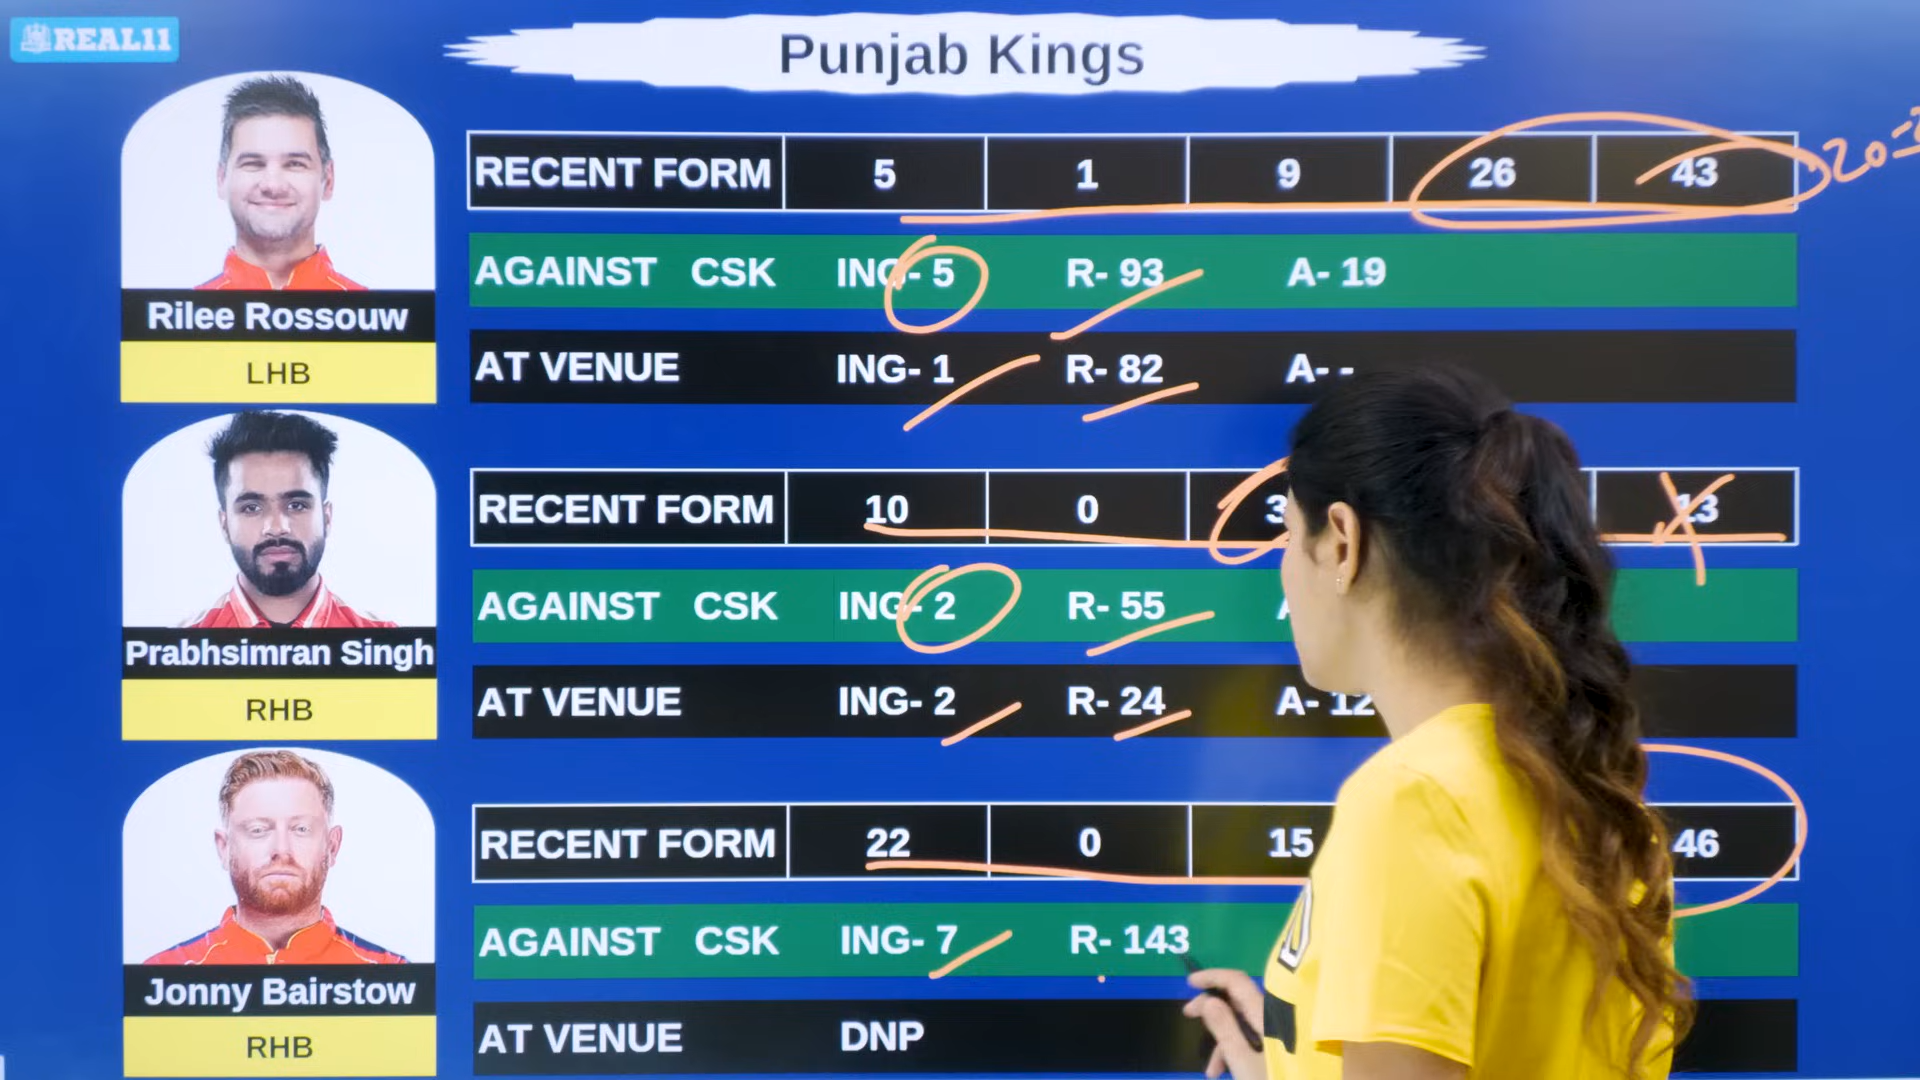 REAL11
Punjab Kings
RECENT FORM 5 1 9 26 43
AGAINST CSK ING- 5 R- 93 A- 19
AT VENUE ING- 1 R- 82 A- -
Rilee Rossouw
LHB
RECENT FORM 10 0 13
AGAINST CSK ING- 2 R- 55
AT VENUE ING- 2 R- 24 A- 12
Prabhsimran Singh
RHB
RECENT FORM 22 0 15 46
AGAINST CSK ING- 7 R- 143
AT VENUE DNP
Jonny Bairstow
RHB